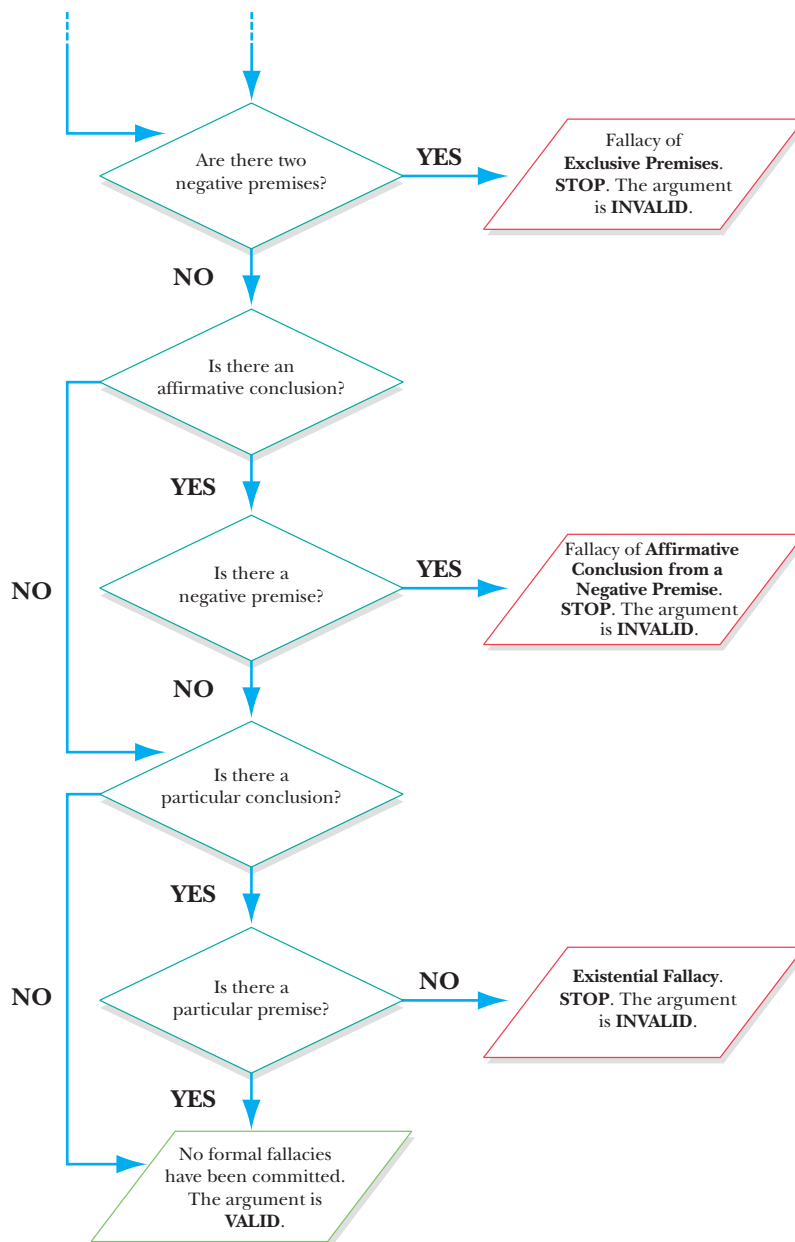 Are there two
negative premises?
YES
Fallacy of
Exclusive Premises.
STOP. The argument
is INVALID.
NO
Is there an
affirmative conclusion?
YES
NO
Is there a
negative premise?
YES
Fallacy of Affirmative
Conclusion from a
Negative Premise.
STOP. The argument
is INVALID.
NO
Is there a
particular conclusion?
YES
NO
Is there a
particular premise?
NO
Existential Fallacy.
STOP. The argument
is INVALID.
YES
No formal fallacies
have been committed.
The argument is
VALID.